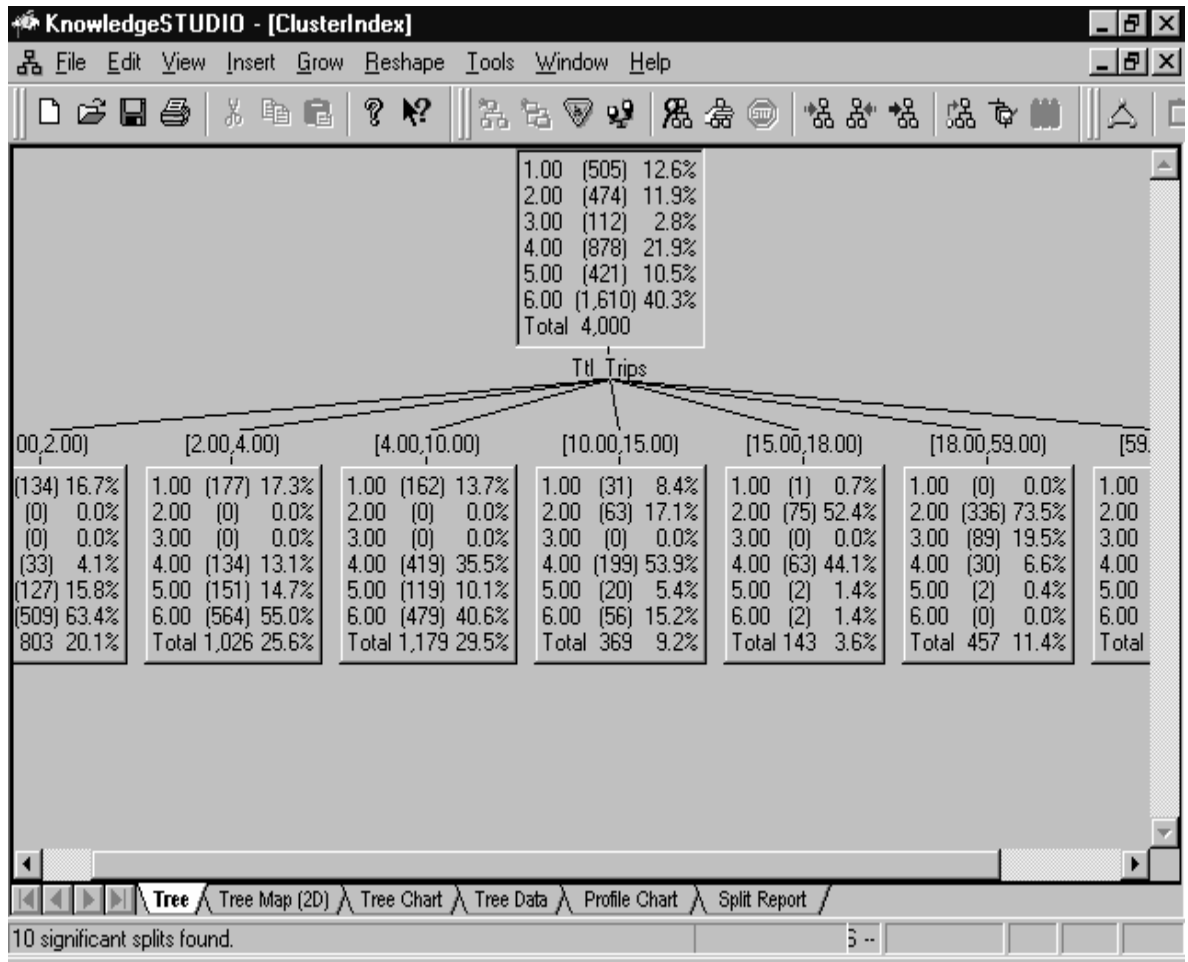 KnowledgeSTUDIO - [ClusterIndex]
File Edit View Insert Grow Reshape Tools Window Help
1.00 (505) 12.6%
2.00 (474) 11.9%
3.00 (112) 2.8%
4.00 (878) 21.9%
5.00 (421) 10.5%
6.00 (1,610) 40.3%
Total 4,000
Ttl_Trips
00,2.00)
(134) 16.7%
(0) 0.0%
(0) 0.0%
(33) 4.1%
(127) 15.8%
(509) 63.4%
803 20.1%
[2.00,4.00)
1.00 (177) 17.3%
2.00 (0) 0.0%
3.00 (0) 0.0%
4.00 (134) 13.1%
5.00 (151) 14.7%
6.00 (564) 55.0%
Total 1,026 25.6%
[4.00,10.00)
1.00 (162) 13.7%
2.00 (0) 0.0%
3.00 (0) 0.0%
4.00 (419) 35.5%
5.00 (119) 10.1%
6.00 (479) 40.6%
Total 1,179 29.5%
[10.00,15.00)
1.00 (31) 8.4%
2.00 (63) 17.1%
3.00 (0) 0.0%
4.00 (199) 53.9%
5.00 (20) 5.4%
6.00 (56) 15.2%
Total 369 9.2%
[15.00,18.00)
1.00 (1) 0.7%
2.00 (75) 52.4%
3.00 (0) 0.0%
4.00 (63) 44.1%
5.00 (2) 1.4%
6.00 (2) 1.4%
Total 143 3.6%
[18.00,59.00)
1.00 (0) 0.0%
2.00 (336) 73.5%
3.00 (89) 19.5%
4.00 (30) 6.6%
5.00 (2) 0.4%
6.00 (0) 0.0%
Total 457 11.4%
[59.
1.00
2.00
3.00
4.00
5.00
6.00
Total
Tree Tree Map (2D) Tree Chart Tree Data Profile Chart Split Report
10 significant splits found.